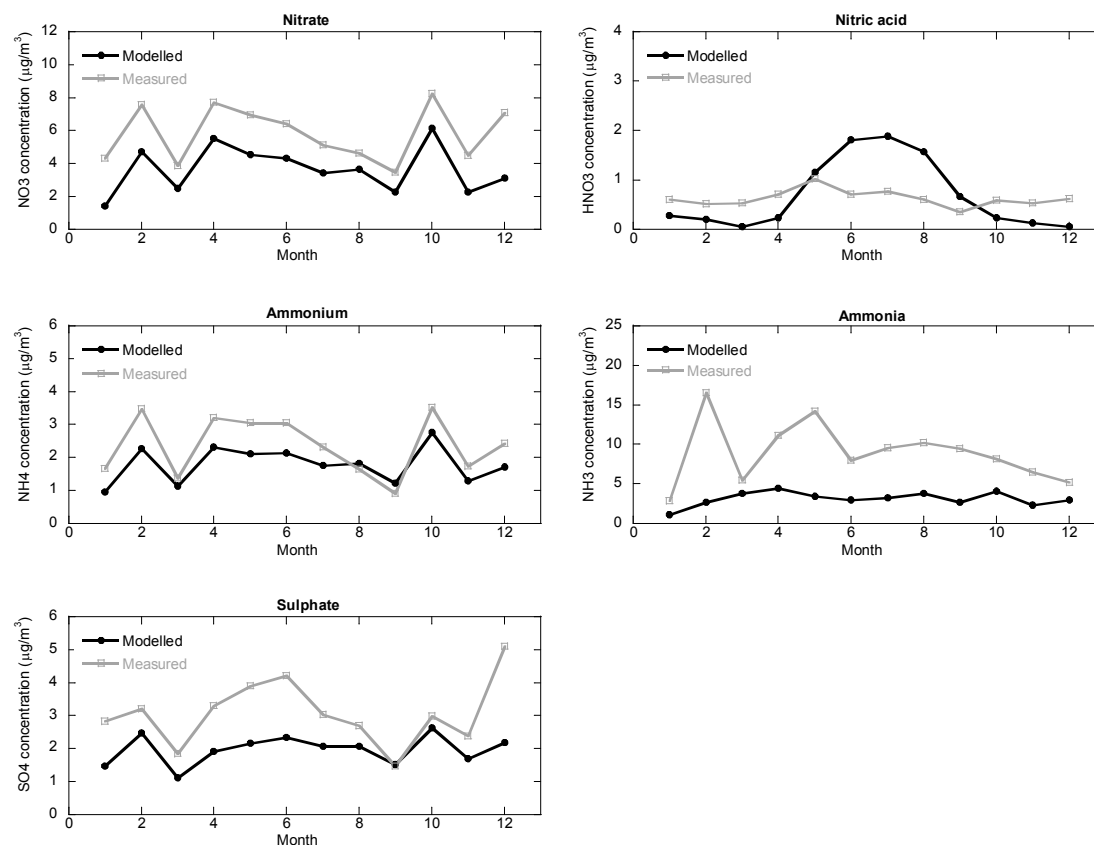 Nitrate
NO3 concentration (μg/m³)
12
10
8
6
4
2
0
Modelled
Measured
0 2 4 6 8 10 12
Month
Nitric acid
HNO3 concentration (μg/m³)
4
3
2
1
0
Modelled
Measured
0 2 4 6 8 10 12
Month
Ammonium
NH4 concentration (μg/m³)
6
5
4
3
2
1
0
Modelled
Measured
0 2 4 6 8 10 12
Month
Ammonia
NH3 concentration (μg/m³)
25
20
15
10
5
0
Modelled
Measured
0 2 4 6 8 10 12
Month
Sulphate
SO4 concentration (μg/m³)
6
5
4
3
2
1
0
Modelled
Measured
0 2 4 6 8 10 12
Month